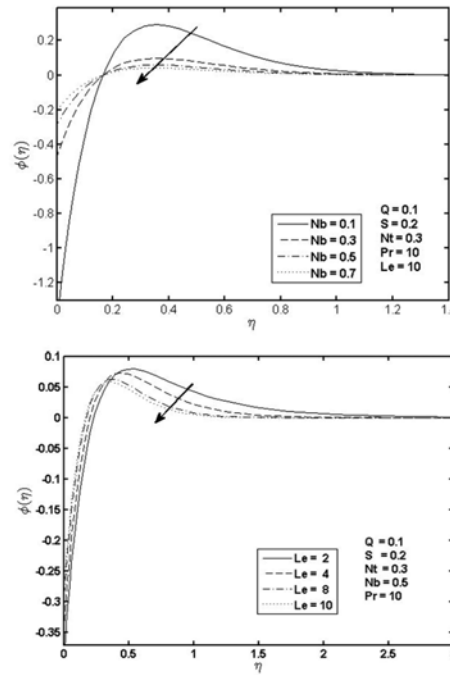 0.2
0
-0.2
-0.4
-0.6
-0.8
-1
-1.2
ϕ(η)
Nb = 0.1
Nb = 0.3
Nb = 0.5
Nb = 0.7
Q = 0.1
S = 0.2
Nt = 0.3
Pr = 10
Le = 10
0 0.2 0.4 0.6 0.8 1 1.2 1.4
η
0.1
0.05
0
-0.05
-0.1
-0.15
-0.2
-0.25
-0.3
-0.35
ϕ(η)
Le = 2
Le = 4
Le = 8
Le = 10
Q = 0.1
S = 0.2
Nt = 0.3
Nb = 0.5
Pr = 10
0 0.5 1 1.5 2 2.5
η